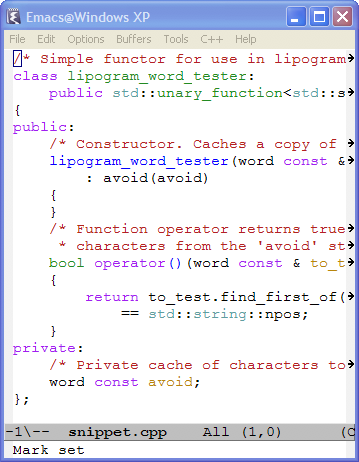 Emacs@Windows XP
File Edit Options Buffers Tools C++ Help
/* Simple functor for use in lipogram
class lipogram_word_tester:
    public std::unary_function<std::s
{
public:
    /* Constructor. Caches a copy of
    lipogram_word_tester(word const &
        : avoid(avoid)
    {
    }
    /* Function operator returns true
     * characters from the 'avoid' st
    bool operator()(word const & to_t
    {
        return to_test.find_first_of(
            == std::string::npos;
    }
private:
    /* Private cache of characters to
    word const avoid;
};
-1\-- snippet.cpp All (1,0) (C
Mark set